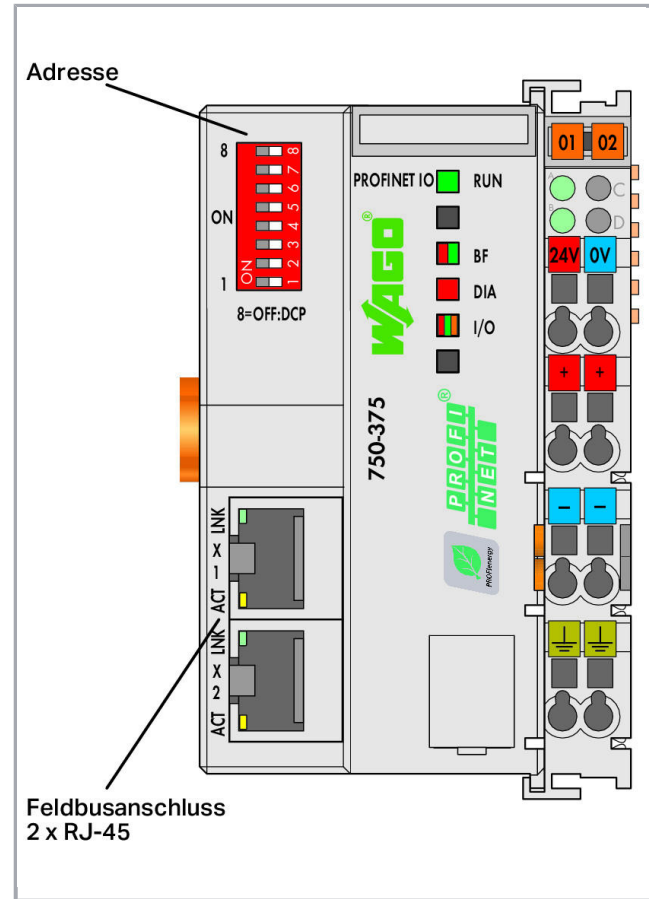 Adresse
8
ON
1
8
7
6
5
4
3
2
1
ON
8=OFF:DCP
PROFINET IO
RUN
BF
DIA
I/O
WAGO®
750-375
PROFI®
NET
PROFIenergy
LNK
X
1
ACT
LNK
X
2
ACT
01 02
A
C
B
D
24V 0V
+ +
– –
Feldbusanschluss
2 x RJ-45